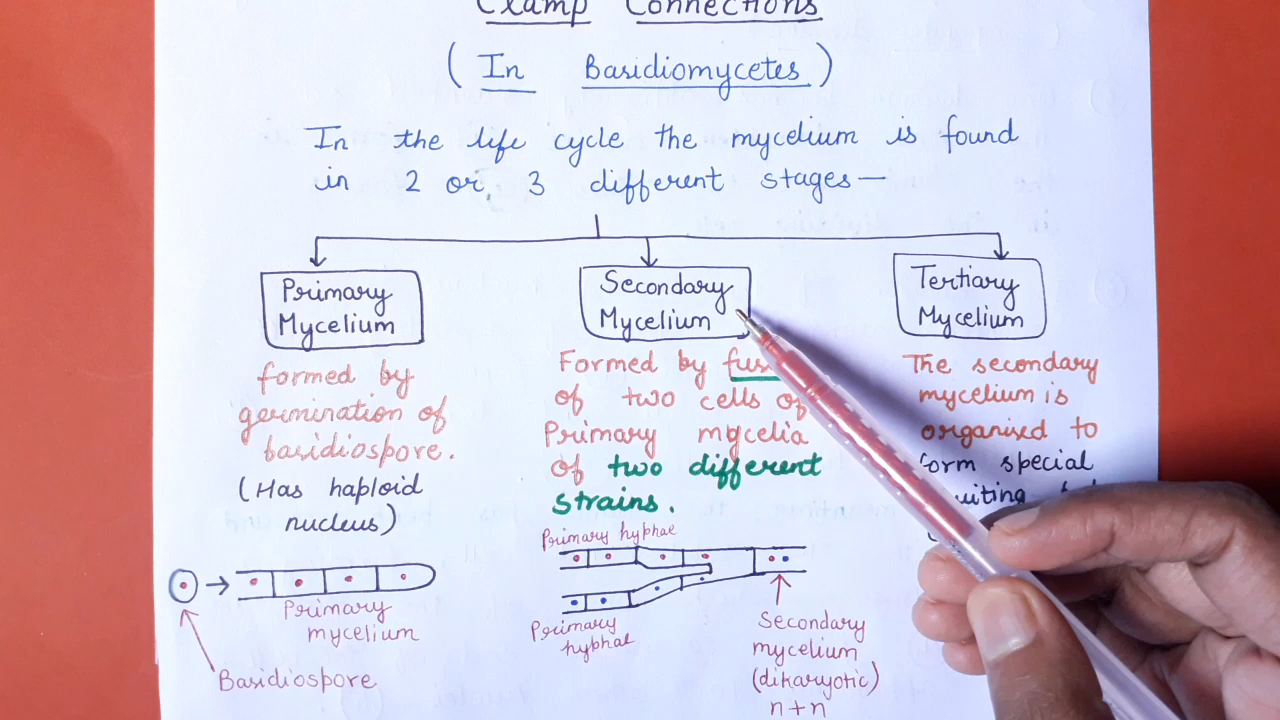 Clamp Connections
(In Basidiomycetes)
In the life cycle the mycelium is found
in 2 or 3 different stages—
Primary
Mycelium
formed by
germination of
basidiospore.
(Has haploid
nucleus)
Primary
mycelium
Basidiospore
Secondary
Mycelium
Formed by
of two cells of
Primary mycelia
of two different
strains.
Primary hyphae
Primary
hyphae
Secondary
mycelium
(dikaryotic)
n+n
Tertiary
Mycelium
The secondary
mycelium is
organised to
form special